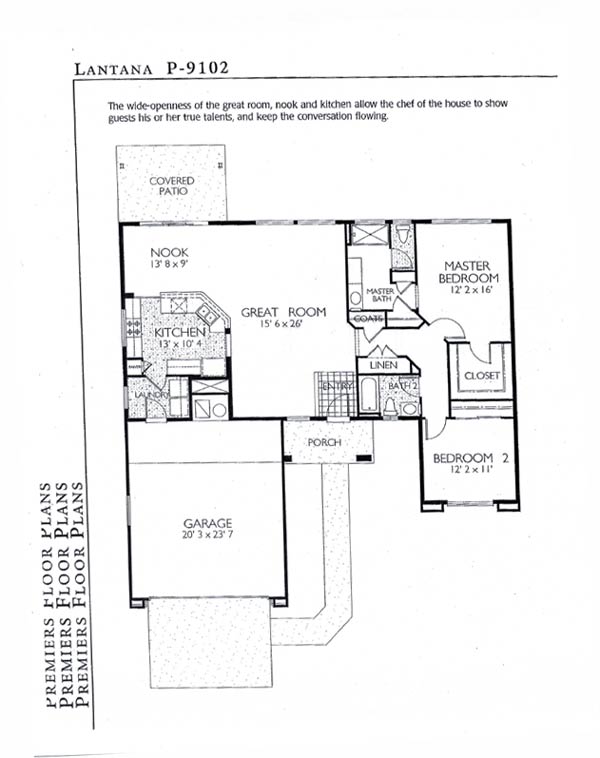 LANTANA P-9102
The wide-openness of the great room, nook and kitchen allow the chef of the house to show
guests his or her true talents, and keep the conversation flowing.
COVERED
PATIO
NOOK
13' 8 x 9'
MASTER
BEDROOM
12' 2 x 16'
MASTER
BATH
GREAT ROOM
15' 6 x 26'
COATS
KITCHEN
13' x 10' 4
LINEN
CLOSET
LAUNDRY
ENTRY
BATH 2
PORCH
BEDROOM 2
12' 2 x 11'
GARAGE
20' 3 x 23' 7
PREMIERS FLOOR PLANS
PREMIERS FLOOR PLANS
PREMIERS FLOOR PLANS